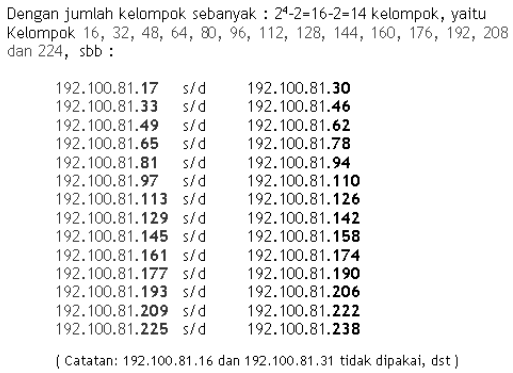 Dengan jumlah kelompok sebanyak : 2⁴-2=16-2=14 kelompok, yaitu
Kelompok 16, 32, 48, 64, 80, 96, 112, 128, 144, 160, 176, 192, 208
dan 224, sbb :
192.100.81.17 s/d 192.100.81.30
192.100.81.33 s/d 192.100.81.46
192.100.81.49 s/d 192.100.81.62
192.100.81.65 s/d 192.100.81.78
192.100.81.81 s/d 192.100.81.94
192.100.81.97 s/d 192.100.81.110
192.100.81.113 s/d 192.100.81.126
192.100.81.129 s/d 192.100.81.142
192.100.81.145 s/d 192.100.81.158
192.100.81.161 s/d 192.100.81.174
192.100.81.177 s/d 192.100.81.190
192.100.81.193 s/d 192.100.81.206
192.100.81.209 s/d 192.100.81.222
192.100.81.225 s/d 192.100.81.238
( Catatan: 192.100.81.16 dan 192.100.81.31 tidak dipakai, dst )